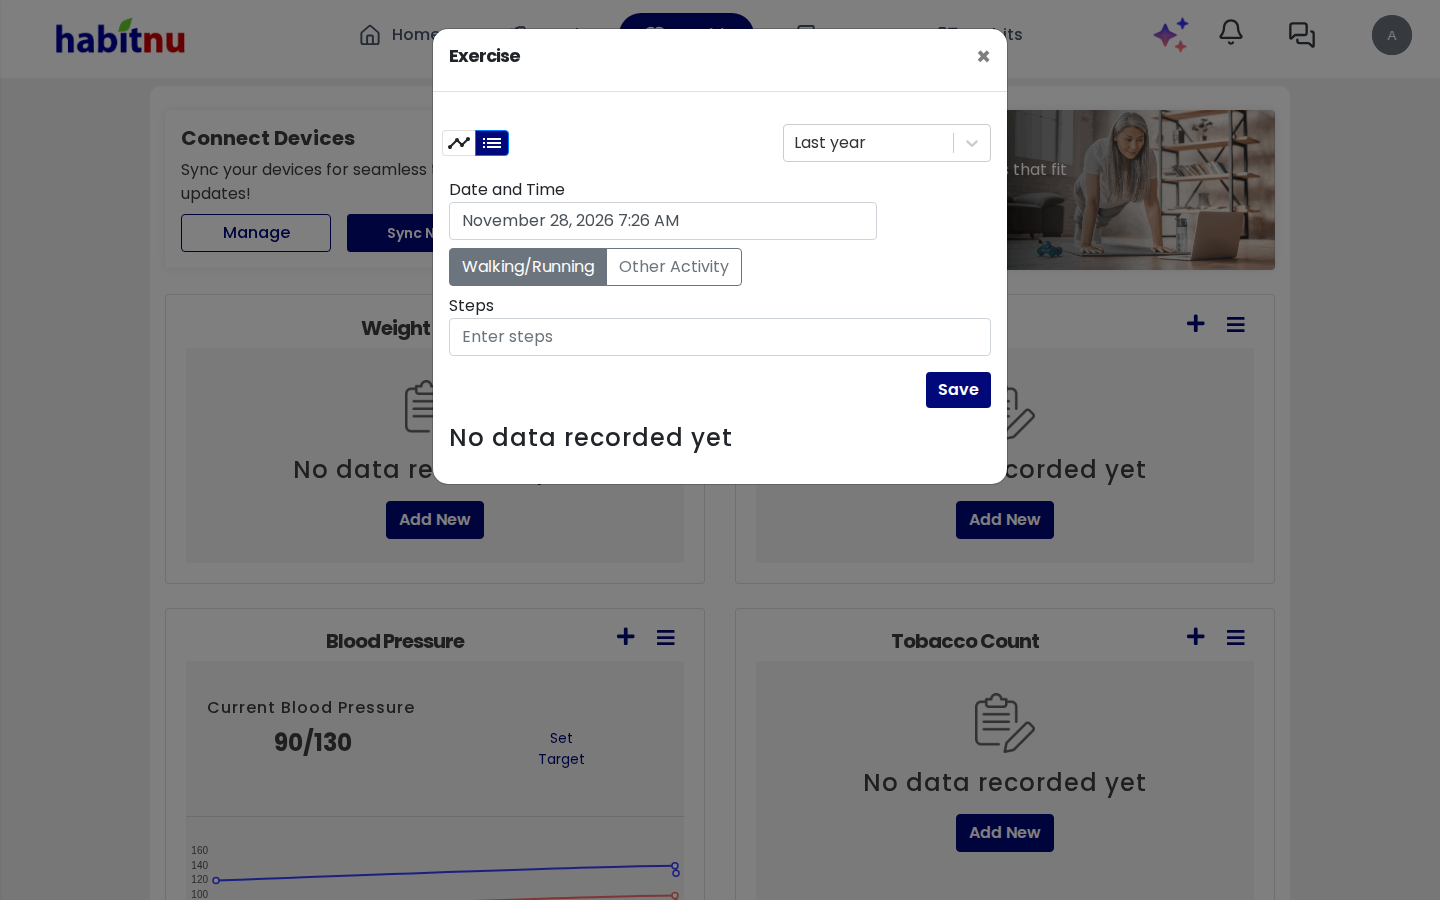 habitnu
Home
its
A
Exercise
×
Connect Devices
Sync your devices for seamless
updates!
that fit
Manage
Sync N
Last year
Date and Time
November 28, 2026 7:26 AM
Walking/Running
Other Activity
Steps
Enter steps
Save
No data recorded yet
Weight
No data re
corded yet
Add New
Add New
Blood Pressure
Tobacco Count
Current Blood Pressure
90/130
Set
Target
No data recorded yet
Add New
160
140
120
100